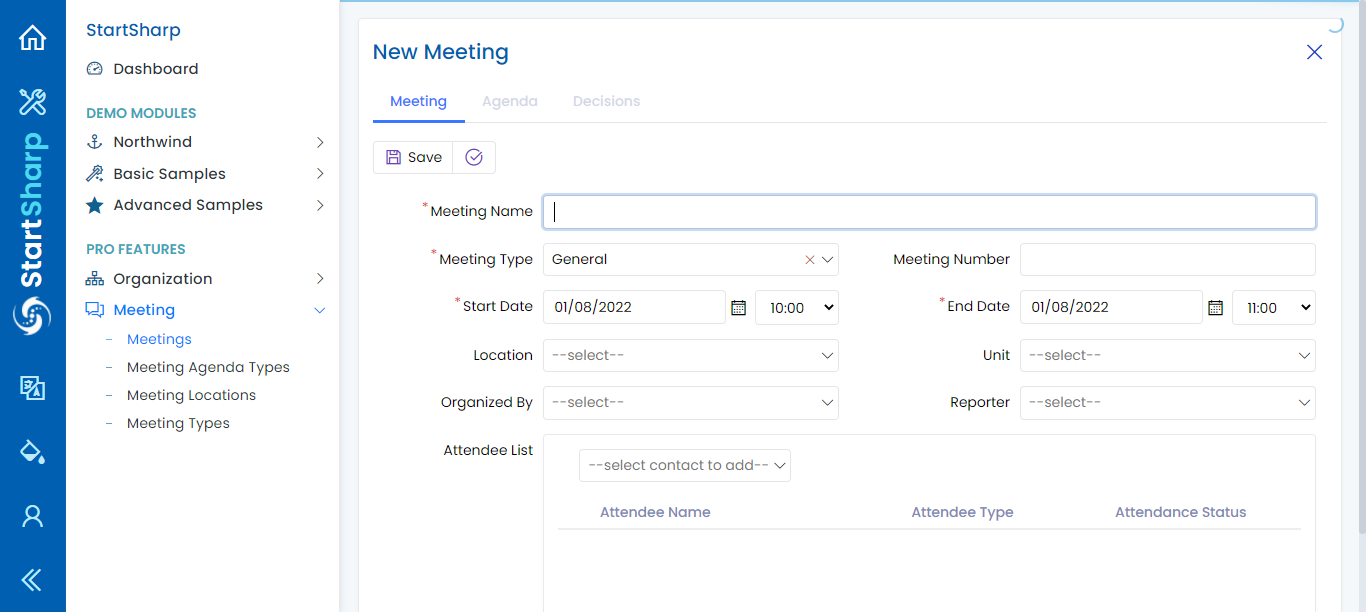 StartSharp
StartSharp
Dashboard
DEMO MODULES
Northwind
Basic Samples
Advanced Samples
PRO FEATURES
Organization
Meeting
Meetings
Meeting Agenda Types
Meeting Locations
Meeting Types
New Meeting
Meeting Agenda Decisions
Save
*Meeting Name
*Meeting Type General Meeting Number
*Start Date 01/08/2022 10:00 *End Date 01/08/2022 11:00
Location --select-- Unit --select--
Organized By --select-- Reporter --select--
Attendee List
--select contact to add--
Attendee Name Attendee Type Attendance Status